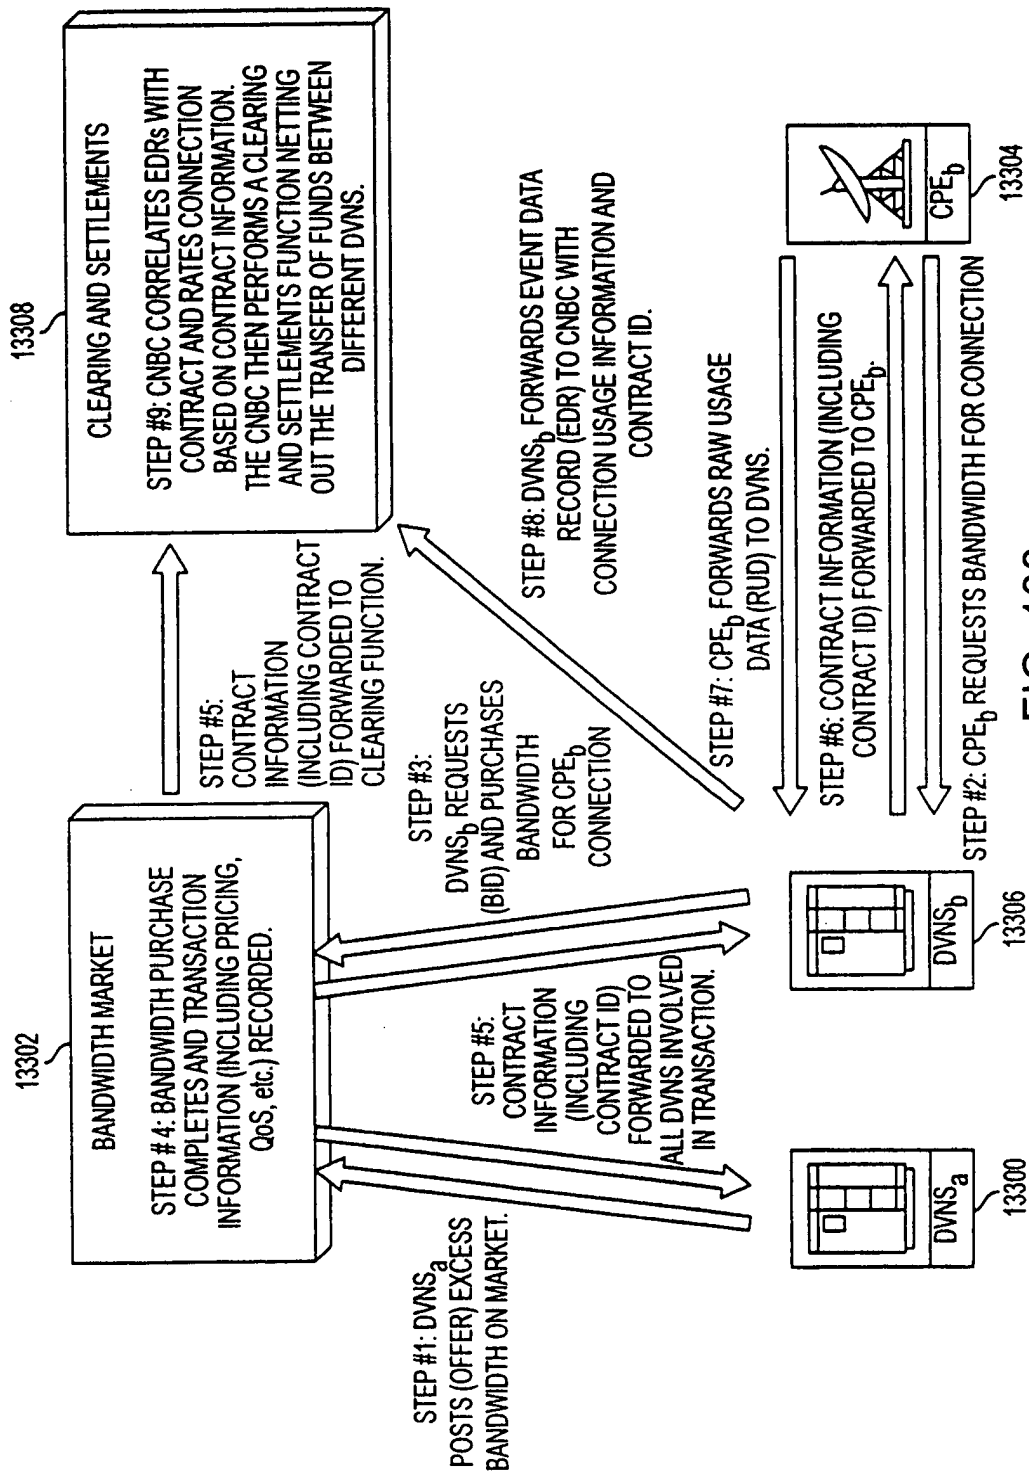 13302
BANDWIDTH MARKET
STEP # 4: BANDWIDTH PURCHASE
COMPLETES AND TRANSACTION
INFORMATION (INCLUDING PRICING,
QoS, etc.) RECORDED.
13308
CLEARING AND SETTLEMENTS
STEP #9: CNBC CORRELATES EDRs WITH
CONTRACT AND RATES CONNECTION
BASED ON CONTRACT INFORMATION.
THE CNBC THEN PERFORMS A CLEARING
AND SETTLEMENTS FUNCTION NETTING
OUT THE TRANSFER OF FUNDS BETWEEN
DIFFERENT DVNS.
STEP #5:
CONTRACT
INFORMATION
(INCLUDING CONTRACT
ID) FORWARDED TO
CLEARING FUNCTION.
STEP #1: DVNSa
POSTS (OFFER) EXCESS
BANDWIDTH ON MARKET.
STEP #5:
CONTRACT
INFORMATION
(INCLUDING
CONTRACT ID)
FORWARDED TO
ALL DVNS INVOLVED
IN TRANSACTION.
STEP #3:
DVNSb REQUESTS
(BID) AND PURCHASES
BANDWIDTH
FOR CPEb
CONNECTION
STEP #8: DVNSb FORWARDS EVENT DATA
RECORD (EDR) TO CNBC WITH
CONNECTION USAGE INFORMATION AND
CONTRACT ID.
STEP #7: CPEb FORWARDS RAW USAGE
DATA (RUD) TO DVNS.
STEP #6: CONTRACT INFORMATION (INCLUDING
CONTRACT ID) FORWARDED TO CPEb.
STEP #2: CPEb REQUESTS BANDWIDTH FOR CONNECTION
DVNSa
13300
DVNSb
13306
CPEb
13304